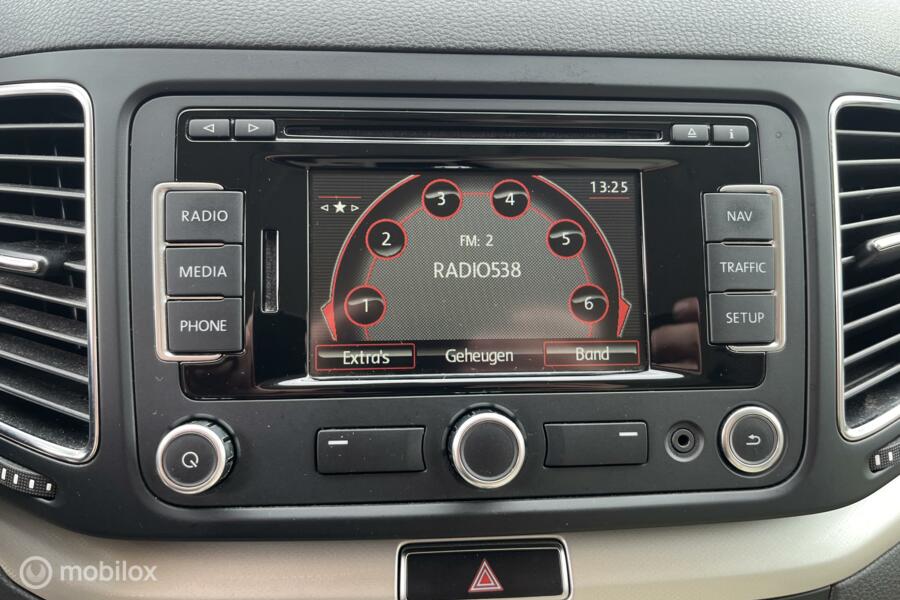 RADIO
MEDIA
PHONE
13:25
1
2
3
4
5
6
FM: 2
RADIO538
Extra's
Geheugen
Band
NAV
TRAFFIC
SETUP
i
mobilox